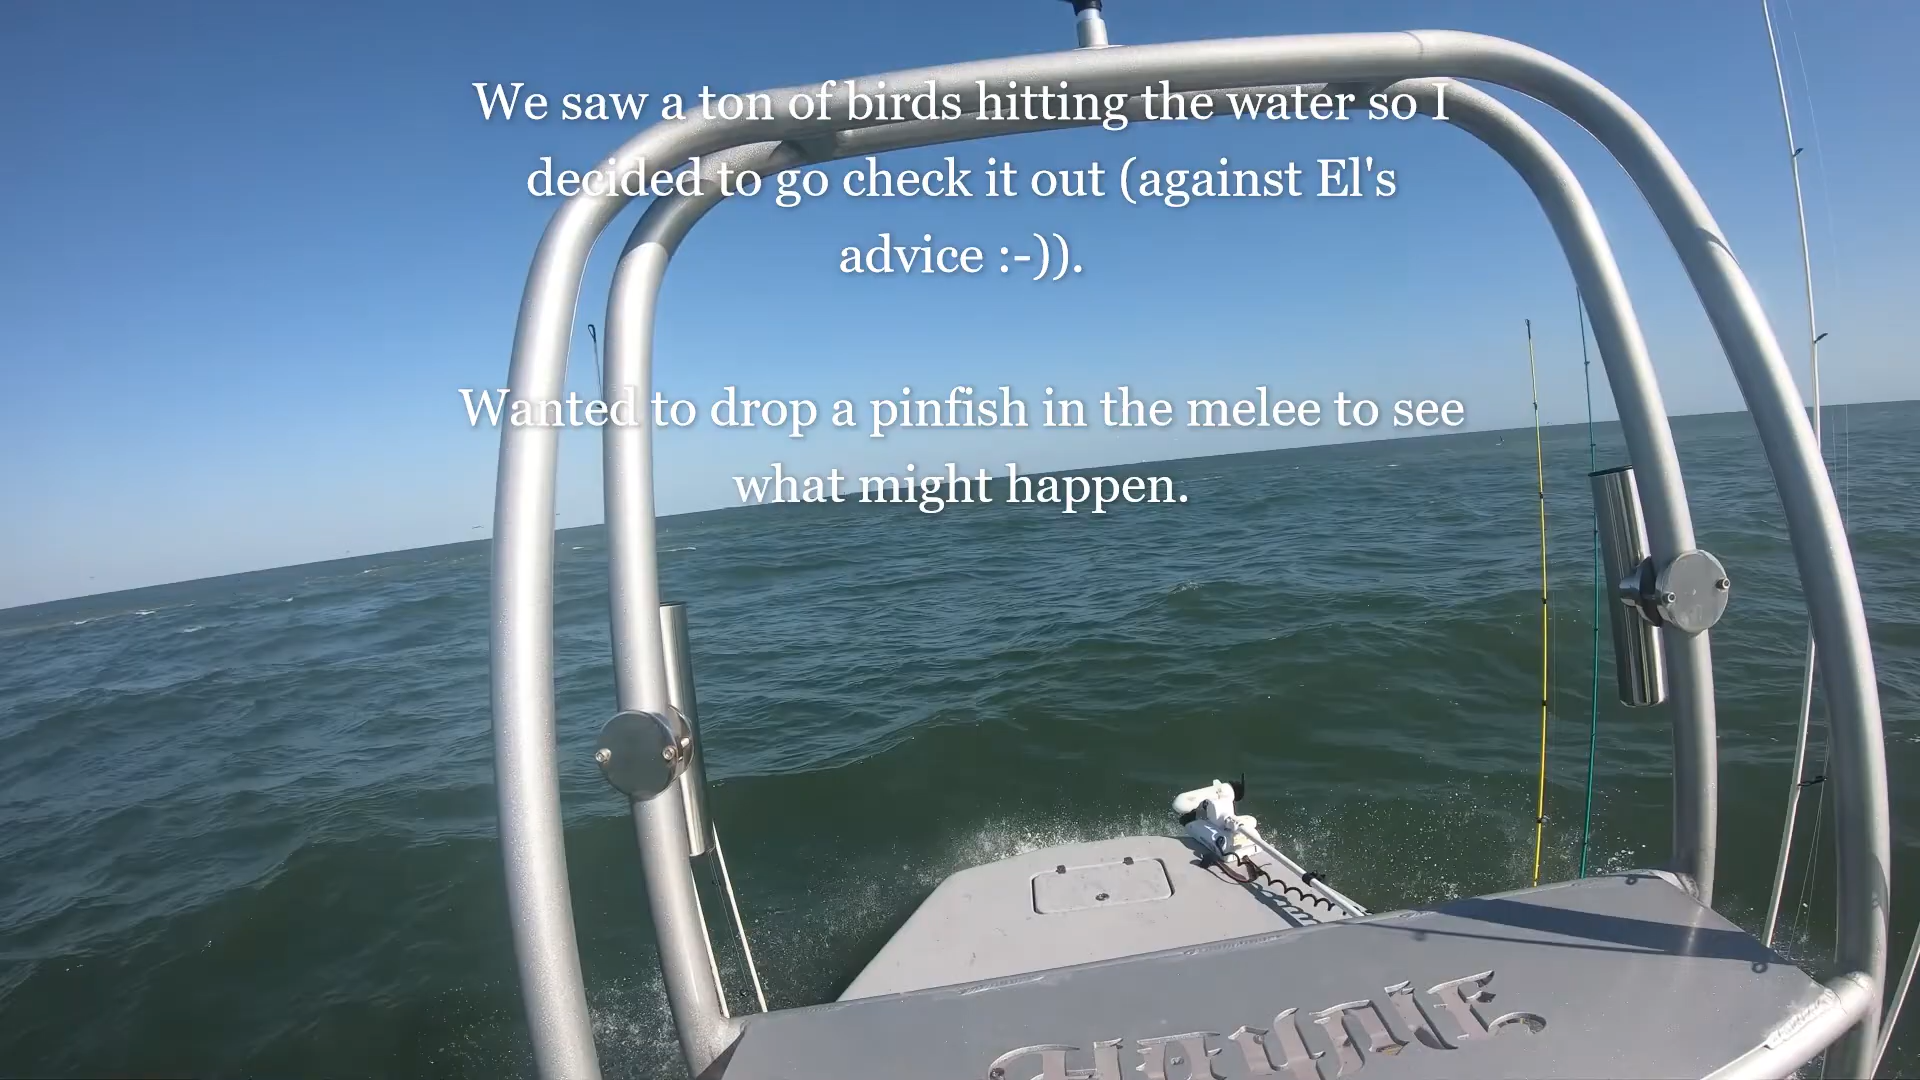 We saw a ton of birds hitting the water so I
decided to go check it out (against El's
advice :-)).
Wanted to drop a pinfish in the melee to see
what might happen.
HAYNIE